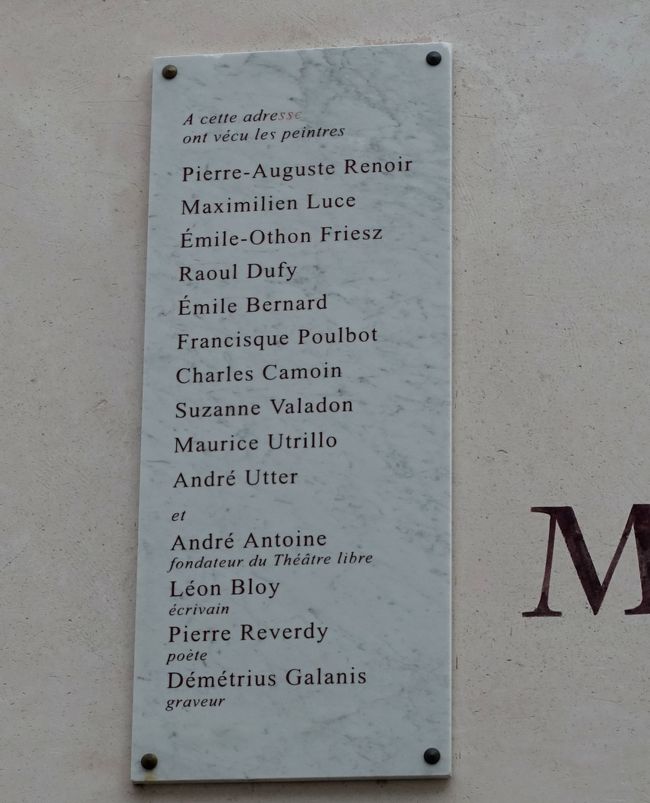 A cette adresse
ont vécu les peintres
Pierre-Auguste Renoir
Maximilien Luce
Émile-Othon Friesz
Raoul Dufy
Émile Bernard
Francisque Poulbot
Charles Camoin
Suzanne Valadon
Maurice Utrillo
André Utter
et
André Antoine
fondateur du Théâtre libre
Léon Bloy
écrivain
Pierre Reverdy
poète
Démétrius Galanis
graveur
M